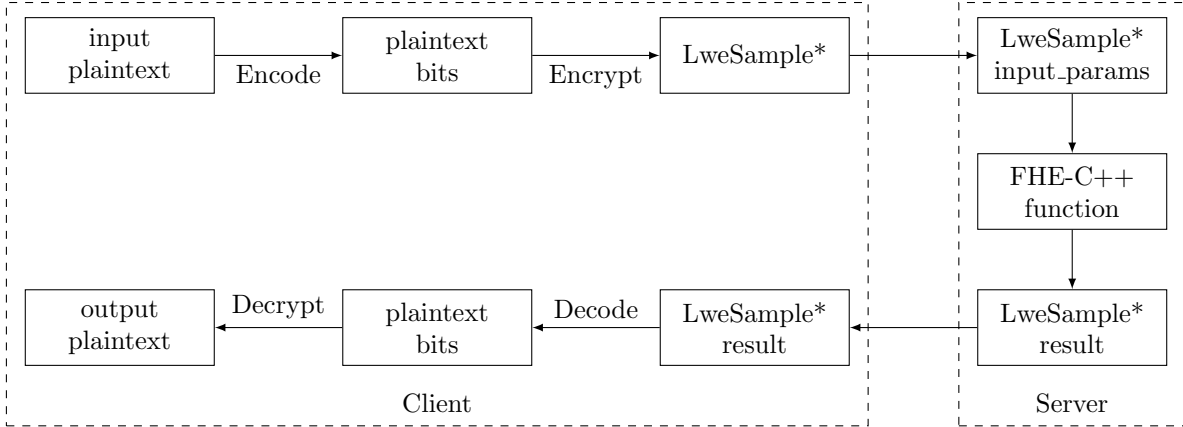 input
plaintext
Encode
plaintext
bits
Encrypt
LweSample*
LweSample*
input_params
FHE-C++
function
output
plaintext
Decrypt
plaintext
bits
Decode
LweSample*
result
LweSample*
result
Client
Server